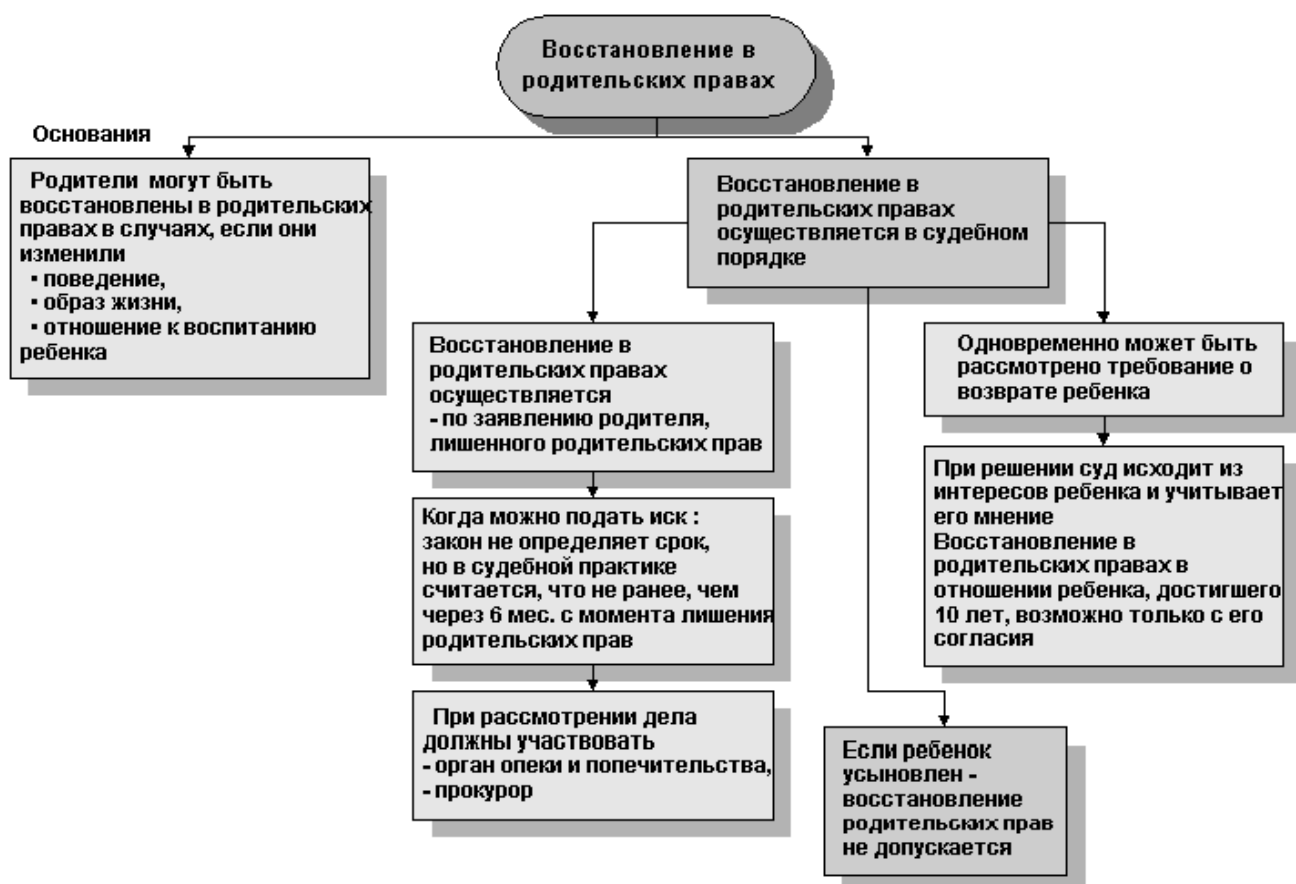 Восстановление в
родительских правах
Основания
Родители могут быть
восстановлены в родительских
правах в случаях, если они
изменили
▪ поведение,
▪ образ жизни,
▪ отношение к воспитанию
ребенка
Восстановление в
родительских правах
осуществляется в судебном
порядке
Восстановление в
родительских правах
осуществляется
- по заявлению родителя,
лишенного родительских прав
Когда можно подать иск :
закон не определяет срок,
но в судебной практике
считается, что не ранее, чем
через 6 мес. с момента лишения
родительских прав
При рассмотрении дела
должны участвовать
- орган опеки и попечительства,
- прокурор
Одновременно может быть
рассмотрено требование о
возврате ребенка
При решении суд исходит из
интересов ребенка и учитывает
его мнение
Восстановление в
родительских правах в
отношении ребенка, достигшего
10 лет, возможно только с его
согласия
Если ребенок
усыновлен -
восстановление
родительских прав
не допускается